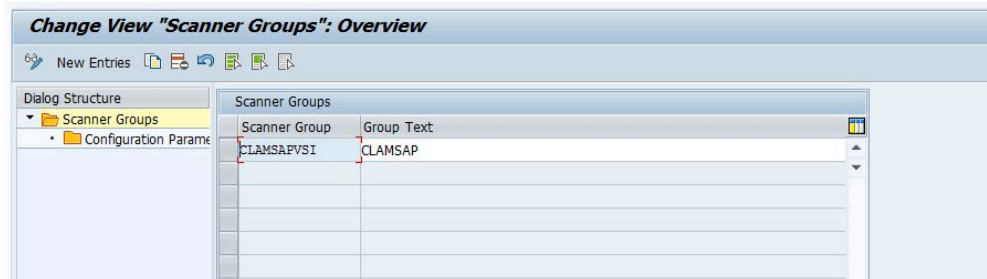 Change View "Scanner Groups": Overview
New Entries
Dialog Structure
Scanner Groups
Configuration Parame
Scanner Groups
Scanner Group Group Text
CLAMSAPVSI CLAMSAP